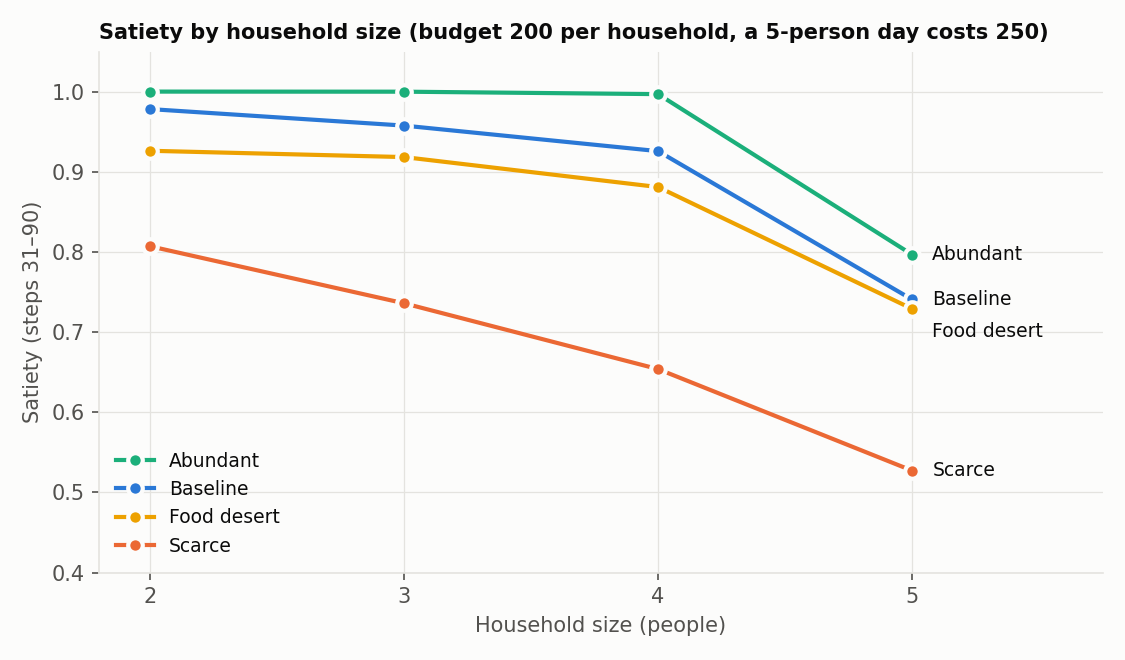 Satiety by household size (budget 200 per household, a 5-person day costs 250)
Satiety (steps 31–90)
1.0
0.9
0.8
0.7
0.6
0.5
0.4
Abundant
Baseline
Food desert
Scarce
Abundant
Baseline
Food desert
Scarce
2
3
4
5
Household size (people)